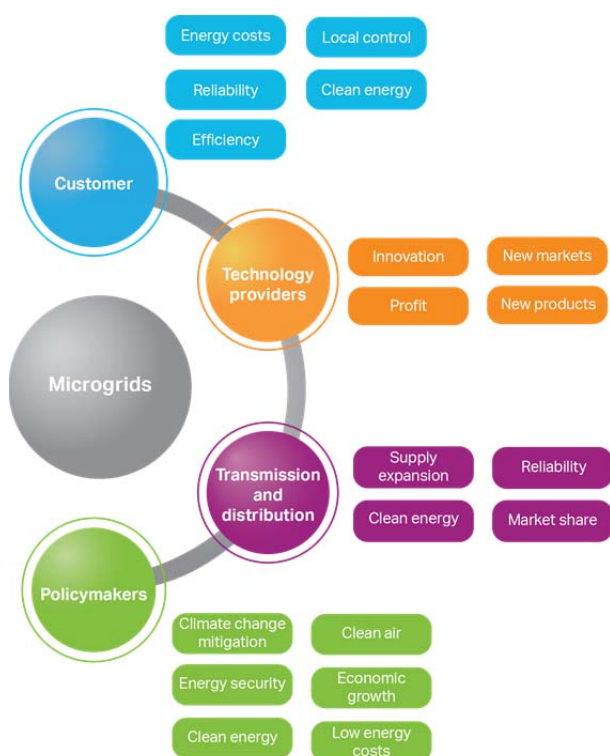 Energy costs
Local control
Reliability
Clean energy
Efficiency
Customer
Technology
providers
Innovation
New markets
Profit
New products
Microgrids
Transmission
and
distribution
Supply
expansion
Reliability
Clean energy
Market share
Policymakers
Climate change
mitigation
Clean air
Energy security
Economic
growth
Clean energy
Low energy
costs